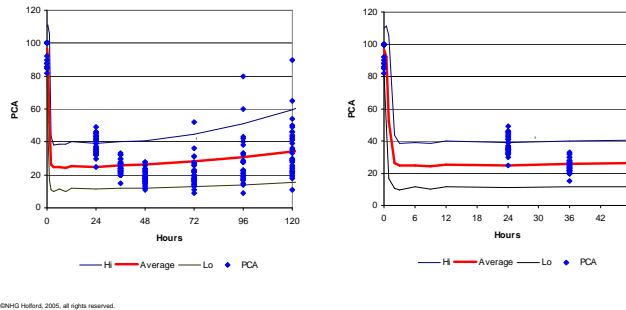 120
100
80
60
40
20
0
PCA
0 24 48 72 96 120
Hours
Hi Average Lo PCA
120
100
80
60
40
20
0
PCA
0 6 12 18 24 30 36 42 48
Hours
Hi Average Lo PCA
©NHG Holford, 2005, all rights reserved.